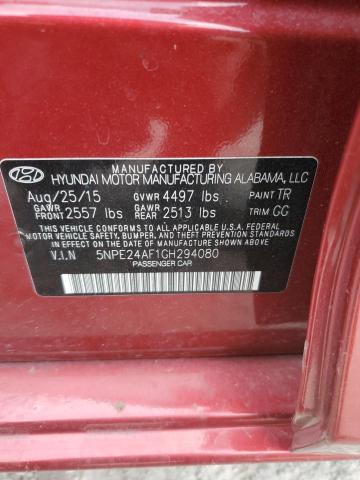 MANUFACTURED BY
HYUNDAI MOTOR MANUFACTURING ALABAMA, LLC
Aug/25/15 GVWR 4497 lbs PAINT TR
GAWR FRONT 2557 lbs GAWR REAR 2513 lbs TRIM GG
THIS VEHICLE CONFORMS TO ALL APPLICABLE U.S.A FEDERAL
MOTOR VEHICLE SAFETY, BUMPER, AND THEFT PREVENTION
STANDARDS IN EFFECT ON THE DATE OF MANUFACTURE SHOWN ABOVE.
V.I.N 5NPE24AF1GH294080
PASSENGER CAR